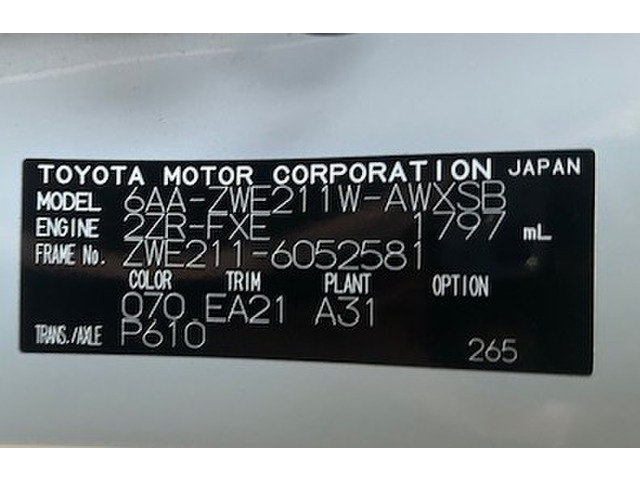 TOYOTA MOTOR CORPORATION JAPAN
MODEL 6AA-ZWE211W-AWXSB
ENGINE 2ZR-FXE 1797 mL
FRAME No. ZWE211-6052581
COLOR TRIM PLANT OPTION
070 EA21 A31
TRANS./AXLE P610
265